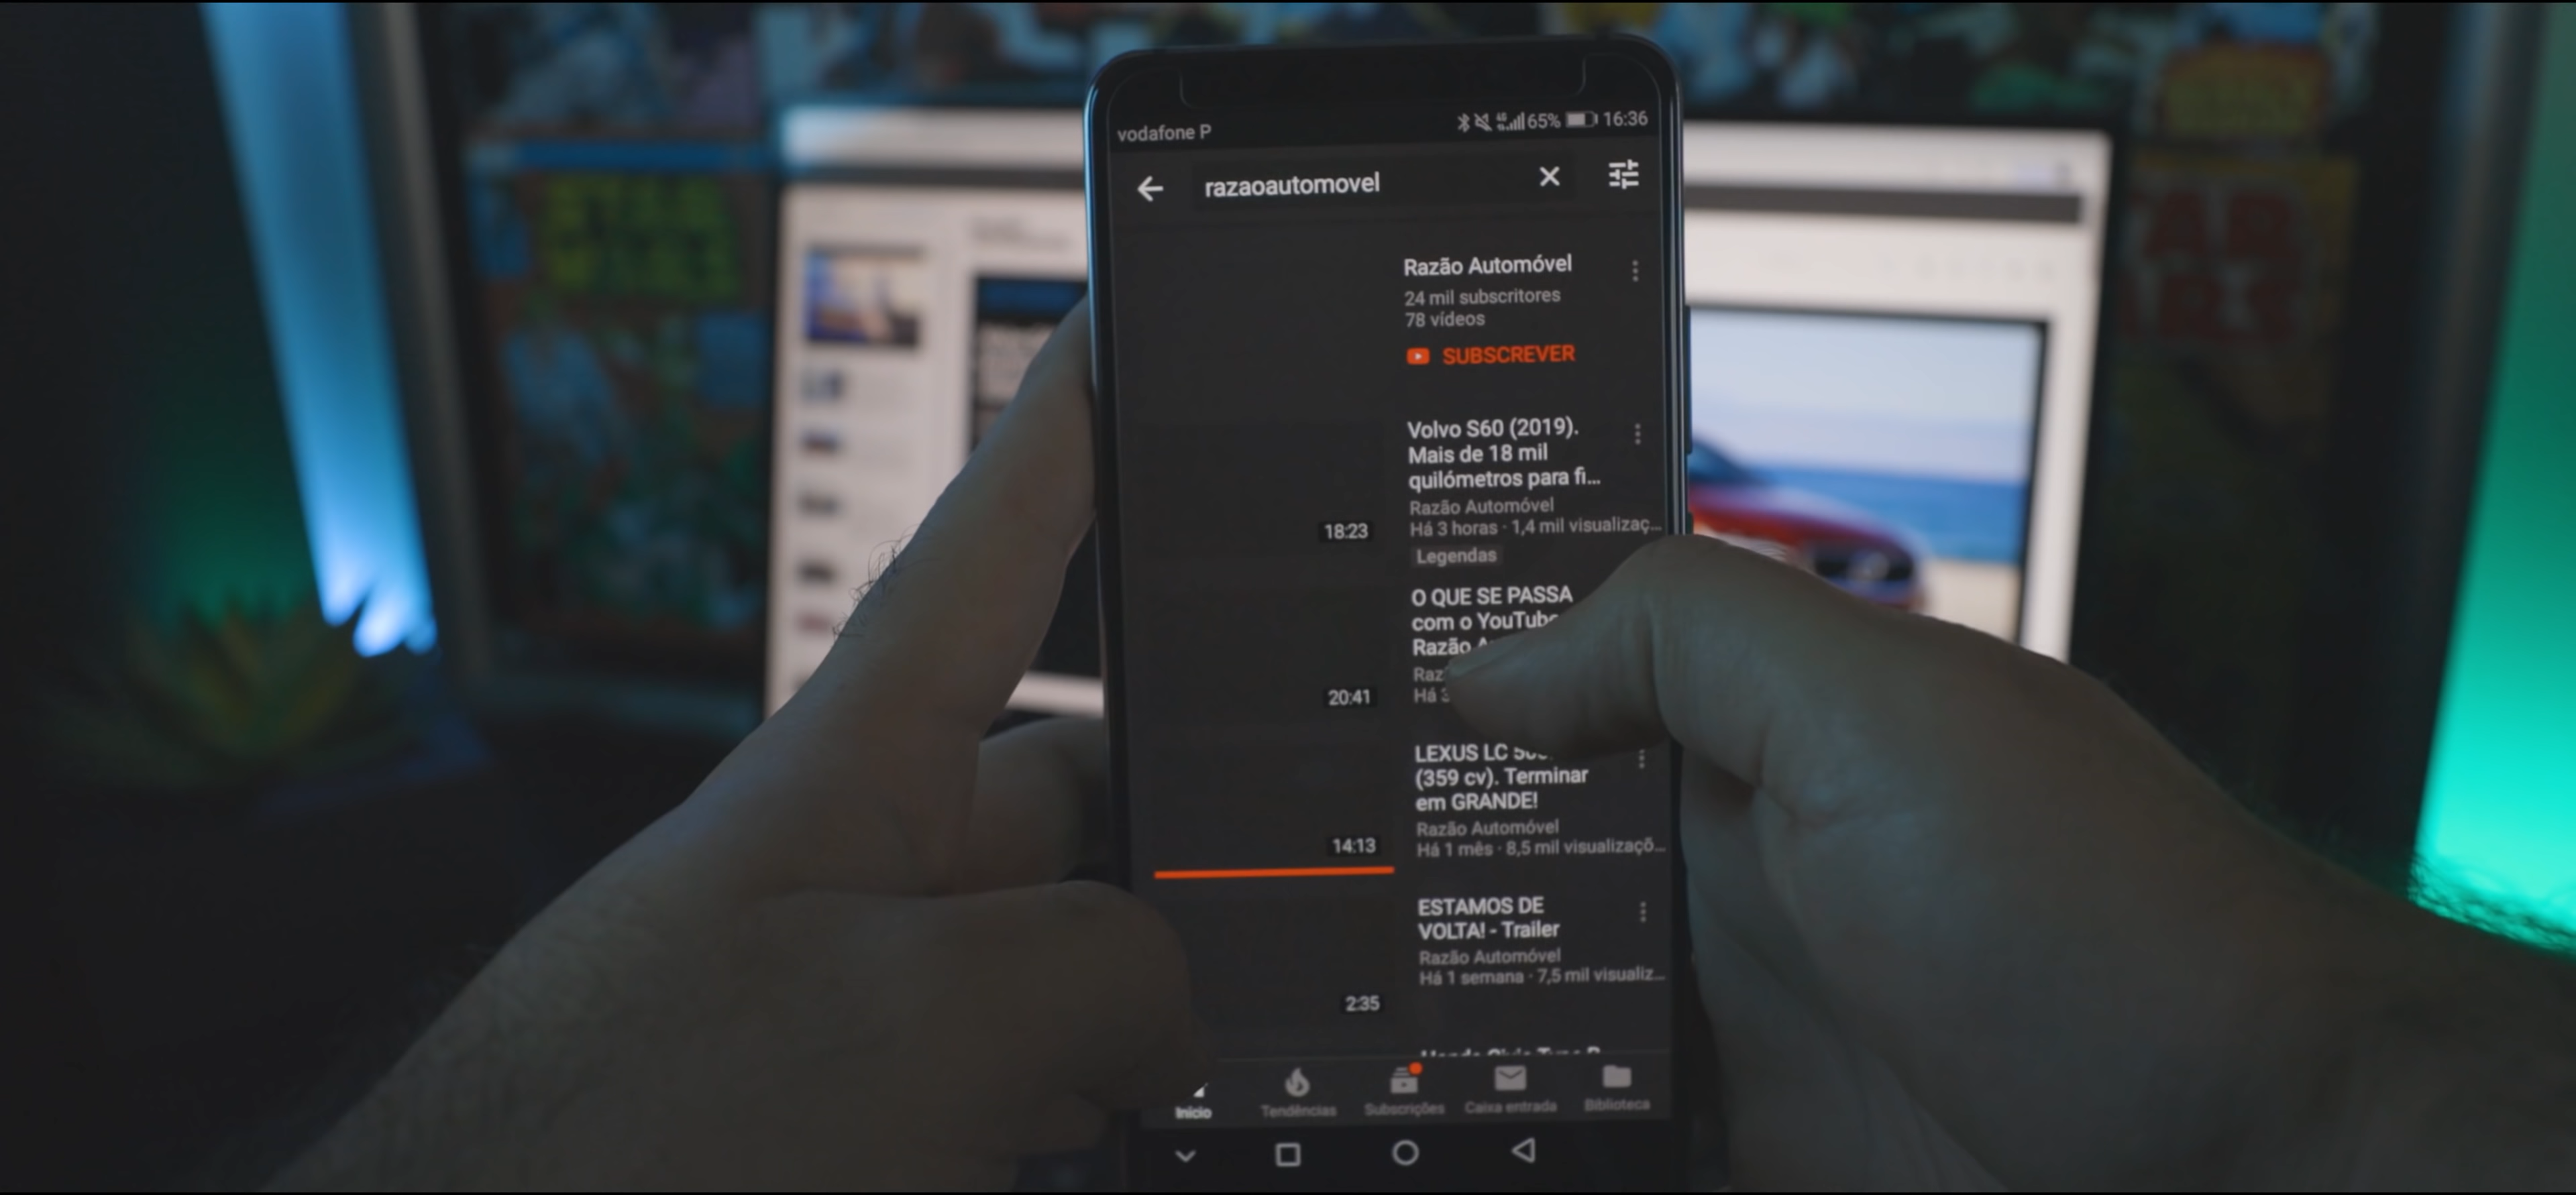 vodafone P
65% 16:36
razaoautomovel
Razão Automóvel
24 mil subscritores
78 vídeos
SUBSCREVER
Volvo S60 (2019).
Mais de 18 mil
quilómetros para fi...
Razão Automóvel
Há 3 horas · 1,4 mil visualizaç...
18:23
Legendas
O QUE SE PASSA
com o YouTube
Razão
Há 3
20:41
LEXUS LC
(359 cv). Terminar
em GRANDE!
Razão Automóvel
Há 1 mês · 8,5 mil visualizaçõ...
14:13
ESTAMOS DE
VOLTA! - Trailer
Razão Automóvel
Há 1 semana · 7,5 mil visualiz...
2:35
Início Tendências Subscrições Caixa entrada Biblioteca